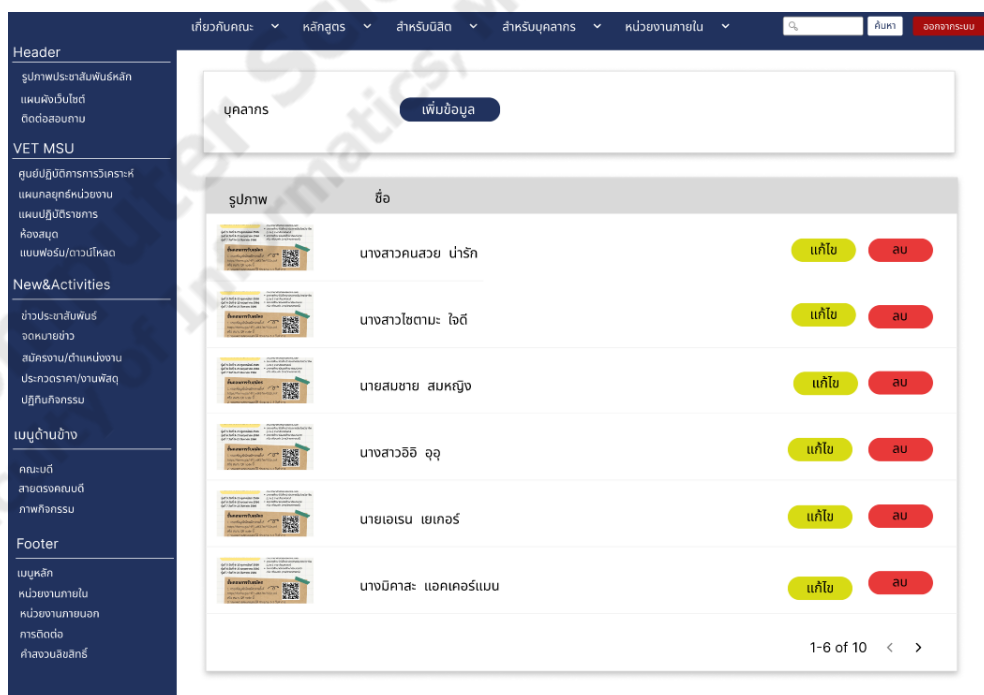 เกี่ยวกับคณะ หลักสูตร สำหรับนิสิต สำหรับบุคลากร หน่วยงานภายใน ค้นหา ออกจากระบบ
Header
รูปภาพประชาสัมพันธ์หลัก
แผนผังเว็บไซต์
ติดต่อสอบถาม
VET MSU
ศูนย์ปฏิบัติการการวิเคราะห์
แผนกลยุทธ์หน่วยงาน
แผนปฏิบัติราชการ
ห้องสมุด
แบบฟอร์ม/ดาวน์โหลด
New&Activities
ข่าวประชาสัมพันธ์
จดหมายข่าว
สมัครงาน/ตำแหน่งงาน
ประกวดราคา/งานพัสดุ
ปฏิทินกิจกรรม
เมนูด้านข้าง
คณะบดี
สายตรงคณบดี
ภาพกิจกรรม
Footer
เมนูหลัก
หน่วยงานภายใน
หน่วยงานภายนอก
การติดต่อ
คำสงวนลิขสิทธิ์
บุคลากร เพิ่มข้อมูล
รูปภาพ ชื่อ
นางสาวคนสวย น่ารัก แก้ไข ลบ
นางสาวไซตามะ ใจดี แก้ไข ลบ
นายสมชาย สมหญิง แก้ไข ลบ
นางสาวอิอิ อุอุ แก้ไข ลบ
นายเอเรน เยเกอร์ แก้ไข ลบ
นางมิคาสะ แอคเคอร์แมน แก้ไข ลบ
1-6 of 10